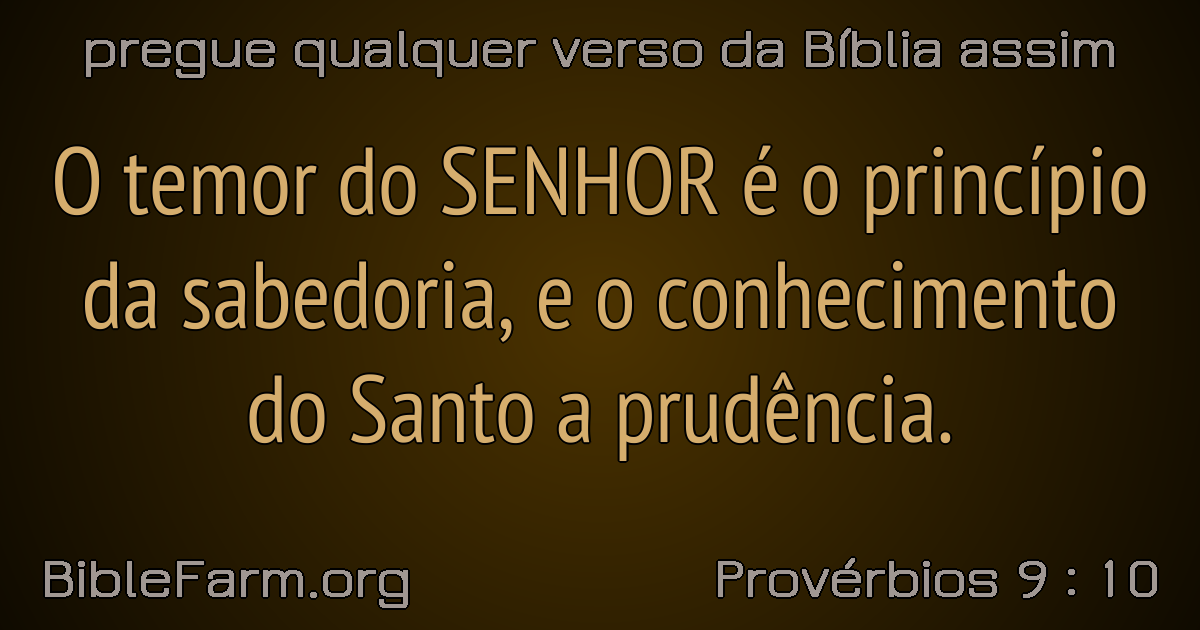 pregue qualquer verso da Bíblia assim
O temor do SENHOR é o princípio
da sabedoria, e o conhecimento
do Santo a prudência.
BibleFarm.org
Provérbios 9 : 10